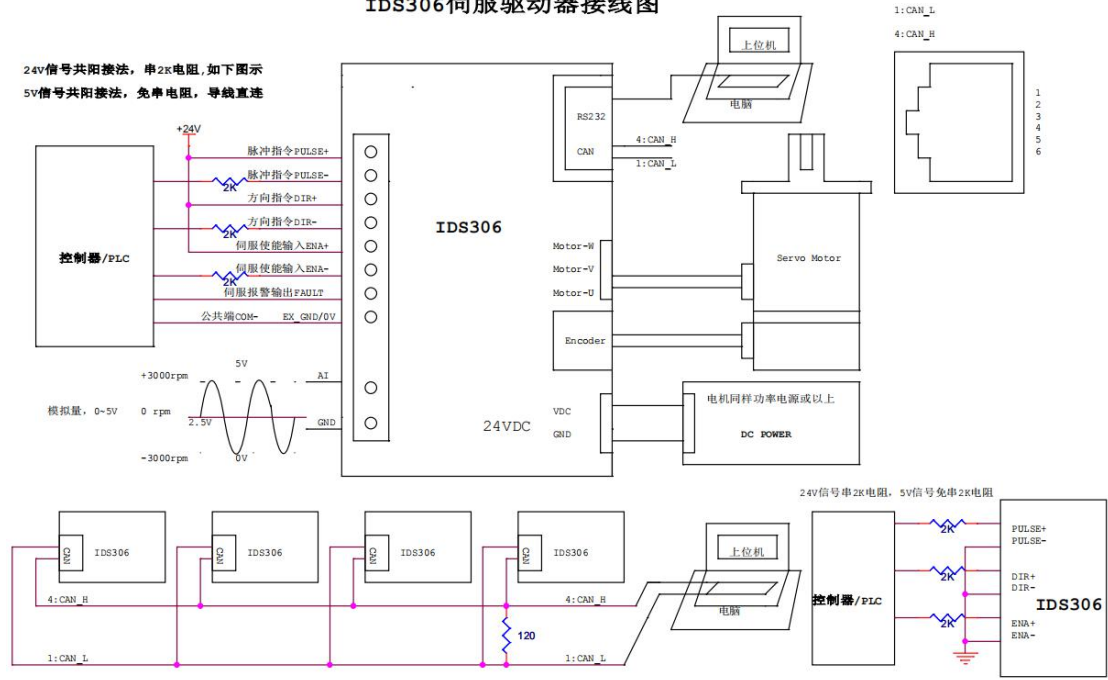 IDS306伺服驱动器接线图
1:CAN_L
4:CAN_H
24V信号共阳接法，串2K电阻,如下图示
5V信号共阳接法，免串电阻，导线直连
+24V
控制器/PLC
脉冲指令PULSE+
脉冲指令PULSE-
2K
方向指令DIR+
方向指令DIR-
2K
伺服使能输入ENA+
伺服使能输入ENA-
2K
伺服报警输出FAULT
公共端COM- EX_GND/0V
IDS306
RS232
CAN
4:CAN_H
1:CAN_L
上位机
电脑
1
2
3
4
5
6
Motor-W
Motor-V
Motor-U
Servo Motor
Encoder
24VDC
VDC
GND
电机同样功率电源或以上
DC POWER
模拟量，0~5V
+3000rpm
0 rpm
-3000rpm
5V
2.5V
0V
AI
GND
CAN
IDS306
CAN
IDS306
CAN
IDS306
CAN
IDS306
4:CAN_H
4:CAN_H
120
1:CAN_L
1:CAN_L
上位机
电脑
24V信号串2K电阻，5V信号免串2K电阻
控制器/PLC
2K
2K
2K
PULSE+
PULSE-
DIR+
DIR-
ENA+
ENA-
IDS306